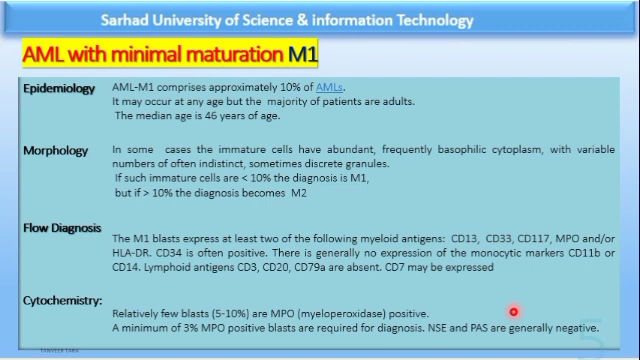 Sarhad University of Science & information Technology
AML with minimal maturation M1
Epidemiology
AML-M1 comprises approximately 10% of AMLs.
It may occur at any age but the majority of patients are adults.
The median age is 46 years of age.
Morphology
In some cases the immature cells have abundant, frequently basophilic cytoplasm, with variable
numbers of often indistinct, sometimes discrete granules.
If such immature cells are < 10% the diagnosis is M1,
but if > 10% the diagnosis becomes M2
Flow Diagnosis
The M1 blasts express at least two of the following myeloid antigens: CD13, CD33, CD117, MPO and/or
HLA-DR. CD34 is often positive. There is generally no expression of the monocytic markers CD11b or
CD14. Lymphoid antigens CD3, CD20, CD79a are absent. CD7 may be expressed
Cytochemistry:
Relatively few blasts (5-10%) are MPO (myeloperoxidase) positive.
A minimum of 3% MPO positive blasts are required for diagnosis. NSE and PAS are generally negative.
TANVEER TARA
5